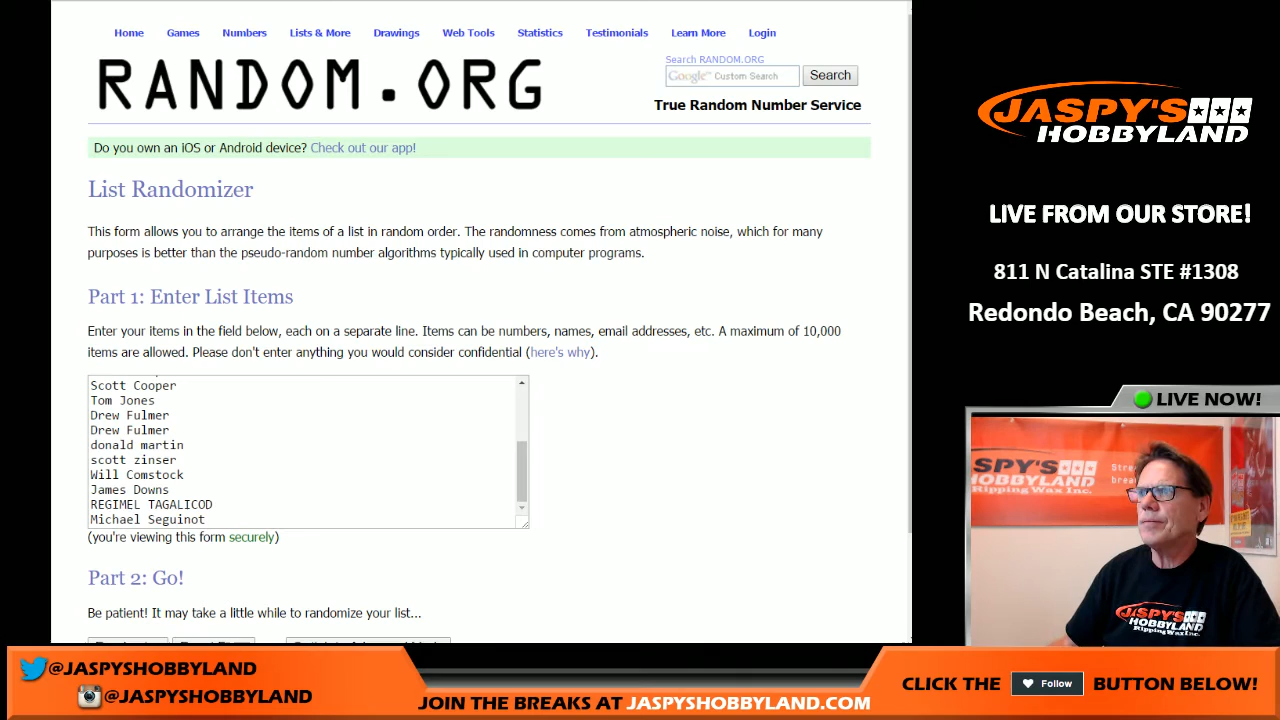 Home Games Numbers Lists & More Drawings Web Tools Statistics Testimonials Learn More Login
RANDOM.ORG
Search RANDOM.ORG
Google™ Custom Search
Search
True Random Number Service
Do you own an iOS or Android device? Check out our app!
List Randomizer
This form allows you to arrange the items of a list in random order. The randomness comes from atmospheric noise, which for many
purposes is better than the pseudo-random number algorithms typically used in computer programs.
Part 1: Enter List Items
Enter your items in the field below, each on a separate line. Items can be numbers, names, email addresses, etc. A maximum of 10,000
items are allowed. Please don't enter anything you would consider confidential (here's why).
Scott Cooper
Tom Jones
Drew Fulmer
Drew Fulmer
donald martin
scott zinser
Will Comstock
James Downs
REGIMEL TAGALICOD
Michael Seguinot
(you're viewing this form securely)
Part 2: Go!
Be patient! It may take a little while to randomize your list...
JASPY'S
HOBBYLAND
LIVE FROM OUR STORE!
811 N Catalina STE #1308
Redondo Beach, CA 90277
LIVE NOW!
SPY'S
HOBBYLAND
Ripping Wax Inc.
JASPY'S
HOBBYLAND
Ripping Wax Inc.
@JASPYSHOBBYLAND
@JASPYSHOBBYLAND
JOIN THE BREAKS AT JASPYSHOBBYLAND.COM
CLICK THE Follow BUTTON BELOW!